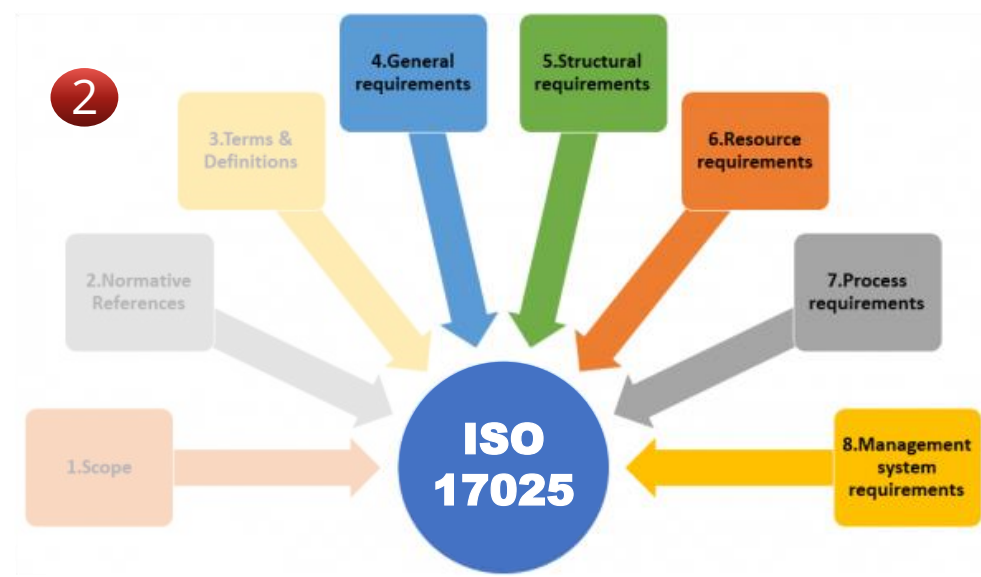 2
4.General
requirements
5.Structural
requirements
3.Terms &
Definitions
6.Resource
requirements
2.Normative
References
7.Process
requirements
1.Scope
ISO
17025
8.Management
system
requirements